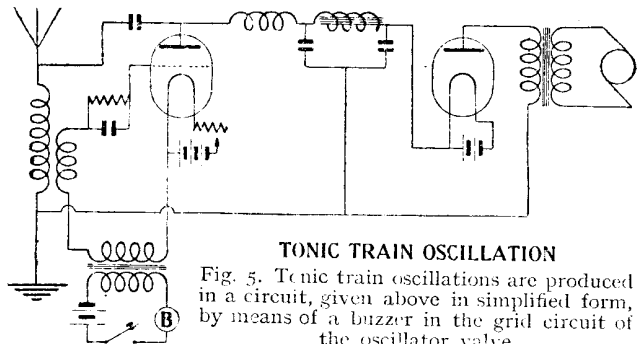 B
TONIC TRAIN OSCILLATION
Fig. 5. Tonic train oscillations are produced
in a circuit, given above in simplified form,
by means of a buzzer in the grid circuit of
the oscillator valve